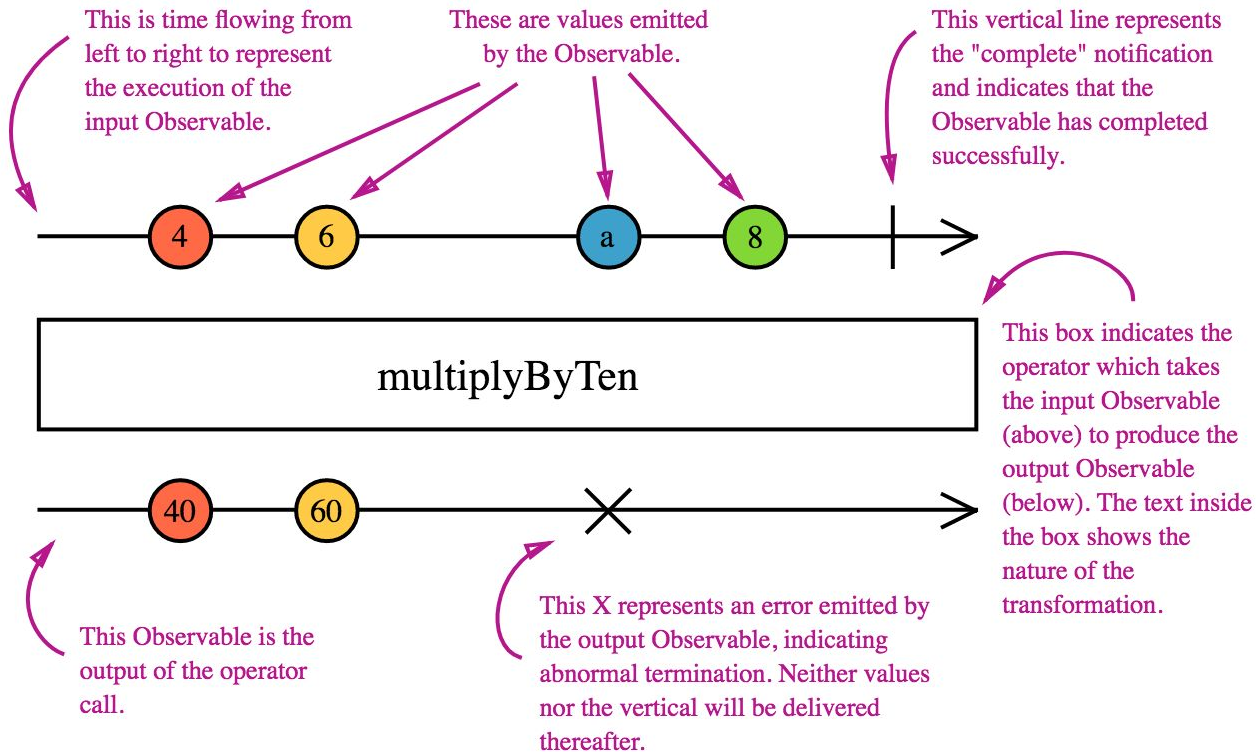 This is time flowing from
left to right to represent
the execution of the
input Observable.
These are values emitted
by the Observable.
This vertical line represents
the "complete" notification
and indicates that the
Observable has completed
successfully.
4
6
a
8
multiplyByTen
This box indicates the
operator which takes
the input Observable
(above) to produce the
output Observable
(below). The text inside
the box shows the
nature of the
transformation.
40
60
This Observable is the
output of the operator
call.
This X represents an error emitted by
the output Observable, indicating
abnormal termination. Neither values
nor the vertical will be delivered
thereafter.